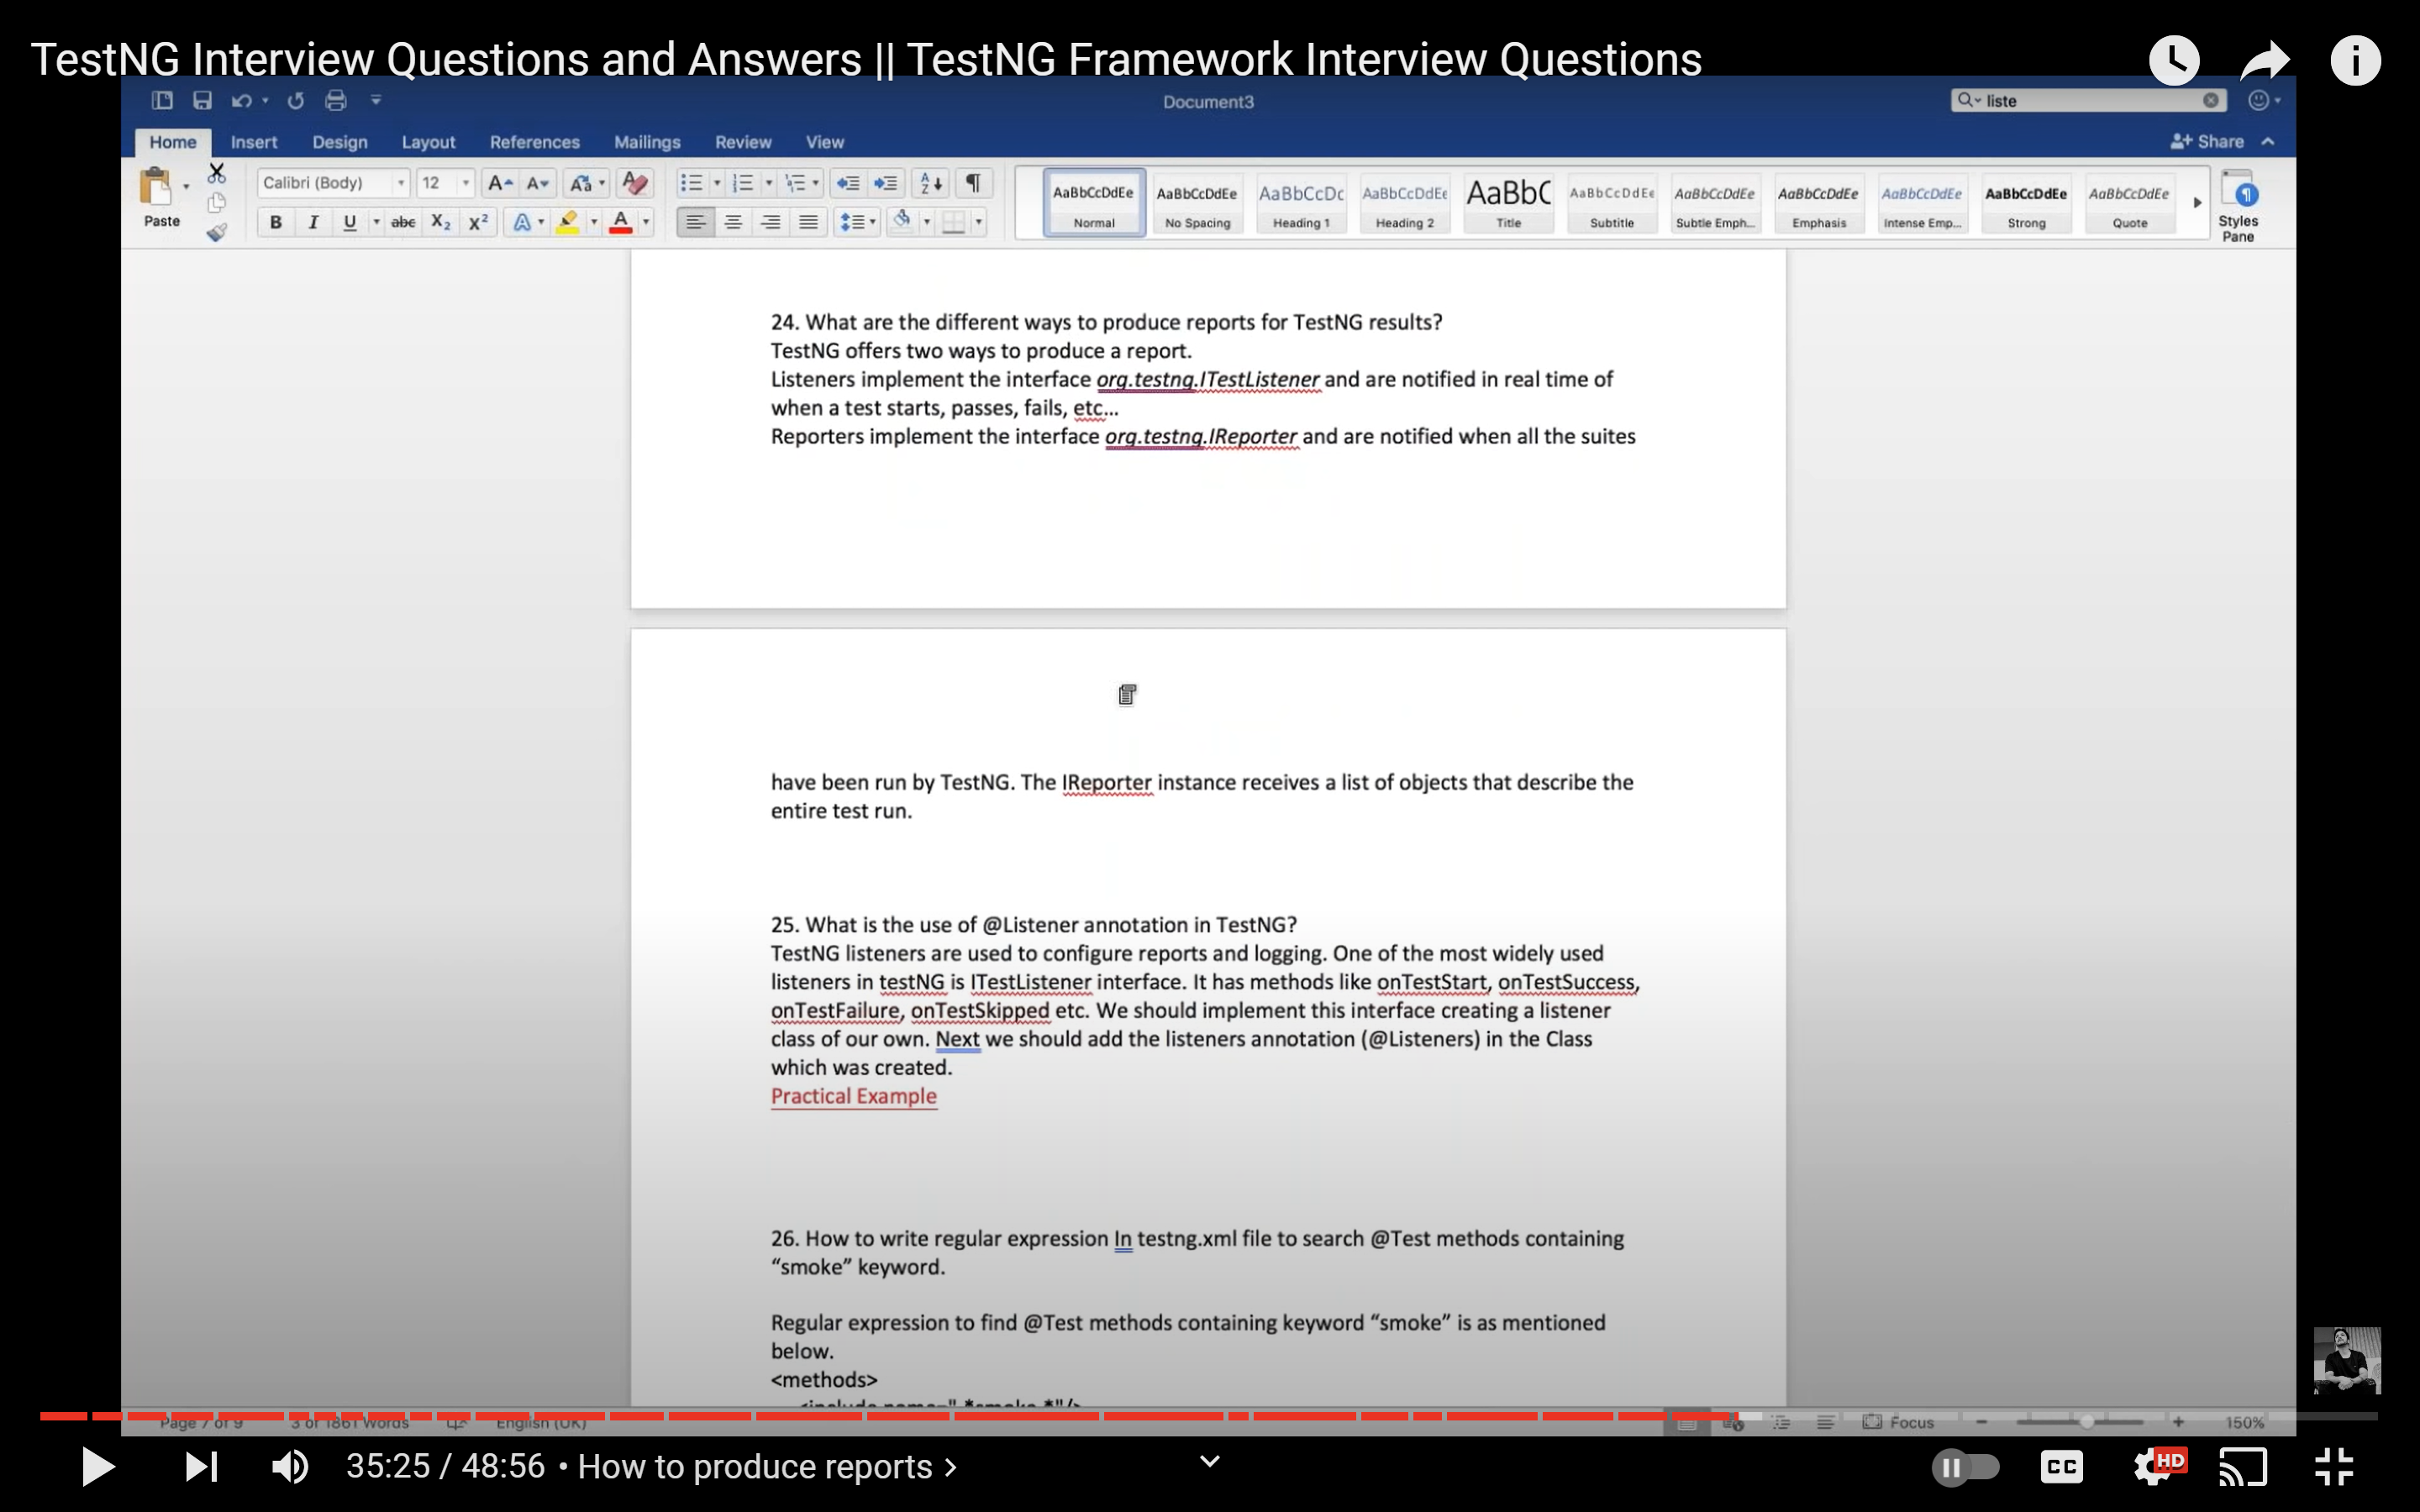 TestNG Interview Questions and Answers || TestNG Framework Interview Questions
Document3
liste
Home Insert Design Layout References Mailings Review View
Share
Paste
Calibri (Body) 12
AaBbCcDdEe AaBbCcDdEe AaBbCcDc AaBbCcDdEe AaBbC AaBbCcDdEe AaBbCcDdEe AaBbCcDdEe AaBbCcDdEe AaBbCcDdEe AaBbCcDdEe
Normal No Spacing Heading 1 Heading 2 Title Subtitle Subtle Emph... Emphasis Intense Emp... Strong Quote
Styles
Pane
24. What are the different ways to produce reports for TestNG results?
TestNG offers two ways to produce a report.
Listeners implement the interface org.testng.ITestListener and are notified in real time of
when a test starts, passes, fails, etc...
Reporters implement the interface org.testng.IReporter and are notified when all the suites
have been run by TestNG. The IReporter instance receives a list of objects that describe the
entire test run.
25. What is the use of @Listener annotation in TestNG?
TestNG listeners are used to configure reports and logging. One of the most widely used
listeners in testNG is ITestListener interface. It has methods like onTestStart, onTestSuccess,
onTestFailure, onTestSkipped etc. We should implement this interface creating a listener
class of our own. Next we should add the listeners annotation (@Listeners) in the Class
which was created.
Practical Example
26. How to write regular expression In testng.xml file to search @Test methods containing
“smoke” keyword.
Regular expression to find @Test methods containing keyword “smoke” is as mentioned
below.
<methods>
Page 7 of 9 3 of 1861 Words English (UK) Focus 150%
35:25 / 48:56 • How to produce reports
CC HD